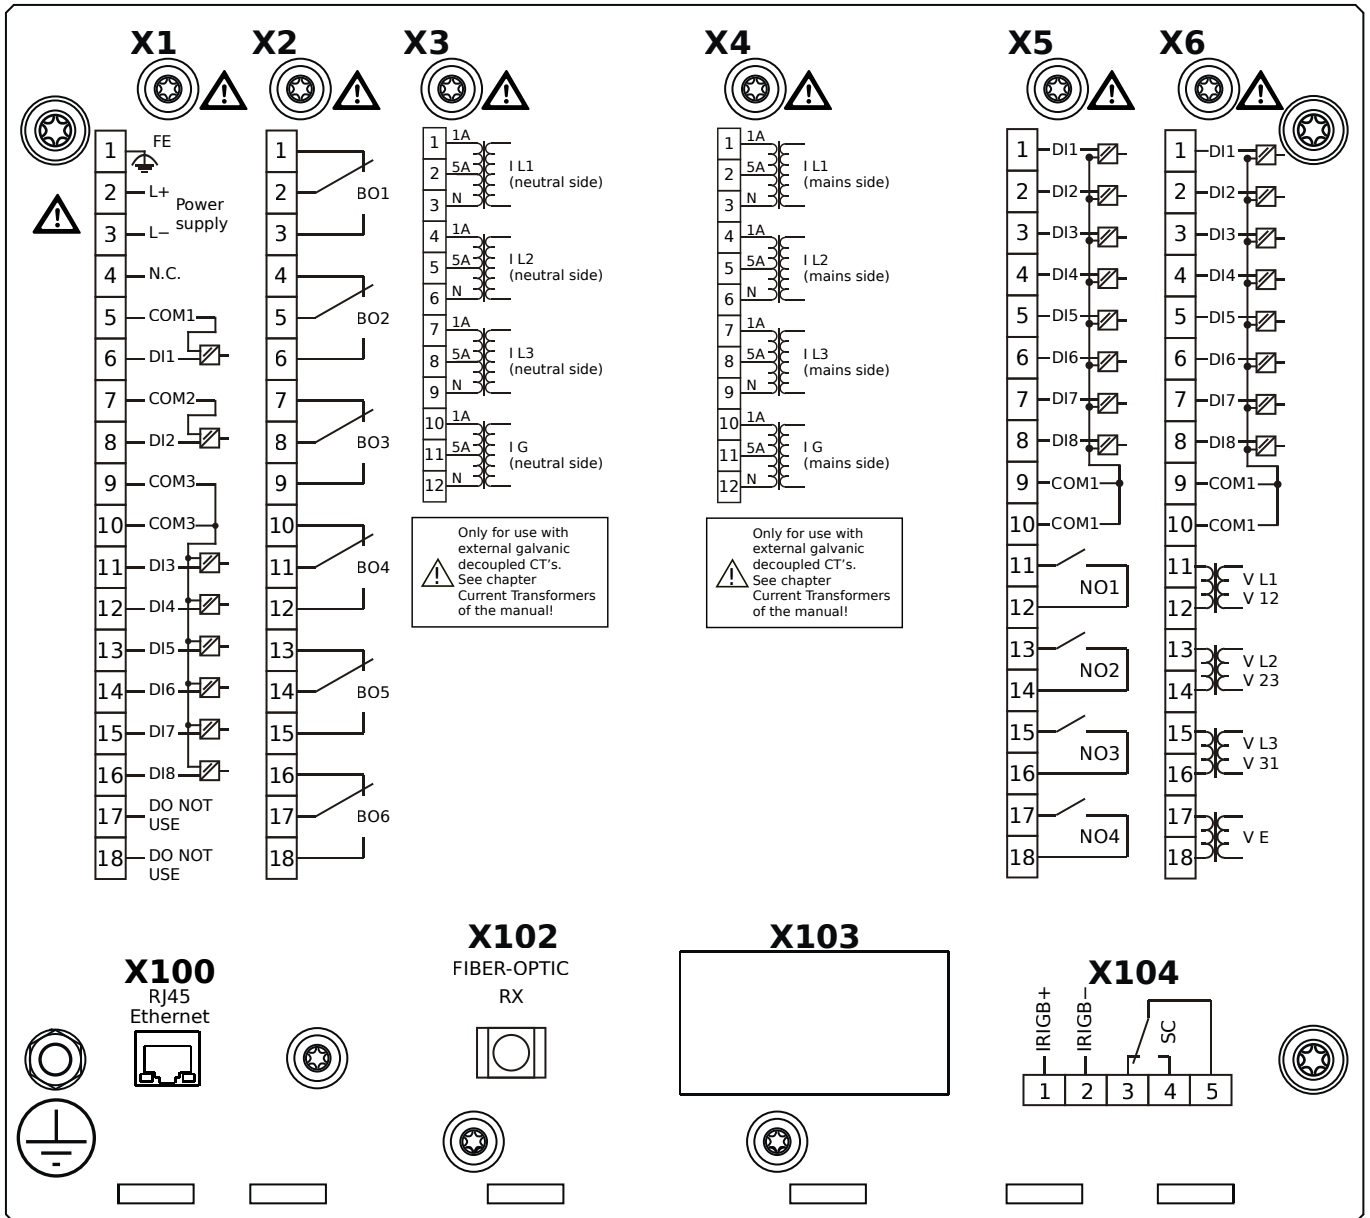 X1
X2
X3
X4
X5
X6
1
FE
2
L+
Power
supply
3
L−
4
N.C.
5
COM1
6
DI1
7
COM2
8
DI2
9
COM3
10
COM3
11
DI3
12
DI4
13
DI5
14
DI6
15
DI7
16
DI8
17
DO NOT
USE
18
DO NOT
USE
1
2
BO1
3
4
5
BO2
6
7
8
BO3
9
10
11
BO4
12
13
14
BO5
15
16
17
BO6
18
1
1A
2
5A
I L1
(neutral side)
3
N
4
1A
5
5A
I L2
(neutral side)
6
N
7
1A
8
5A
I L3
(neutral side)
9
N
10
1A
11
5A
I G
(neutral side)
12
N
Only for use with
external galvanic
decoupled CT's.
See chapter
Current Transformers
of the manual!
1
1A
2
5A
I L1
(mains side)
3
N
4
1A
5
5A
I L2
(mains side)
6
N
7
1A
8
5A
I L3
(mains side)
9
N
10
1A
11
5A
I G
(mains side)
12
N
Only for use with
external galvanic
decoupled CT's.
See chapter
Current Transformers
of the manual!
1
DI1
2
DI2
3
DI3
4
DI4
5
DI5
6
DI6
7
DI7
8
DI8
9
COM1
10
COM1
11
NO1
12
13
NO2
14
15
NO3
16
17
NO4
18
1
DI1
2
DI2
3
DI3
4
DI4
5
DI5
6
DI6
7
DI7
8
DI8
9
COM1
10
COM1
11
V L1
12
V 12
13
V L2
14
V 23
15
V L3
16
V 31
17
V E
18
X100
RJ45
Ethernet
X102
FIBER-OPTIC
RX
X103
X104
IRIGB+
IRIGB−
SC
1 2 3 4 5